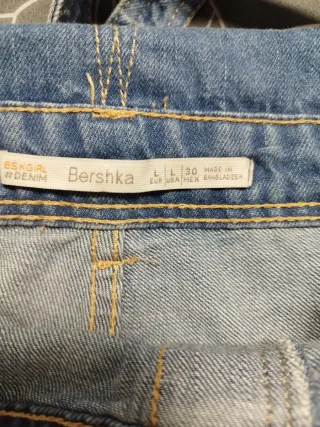 BSKGIRL
#DENIM
Bershka
L
EUR
L
USA
30
MEX
MADE IN
BANGLADESH